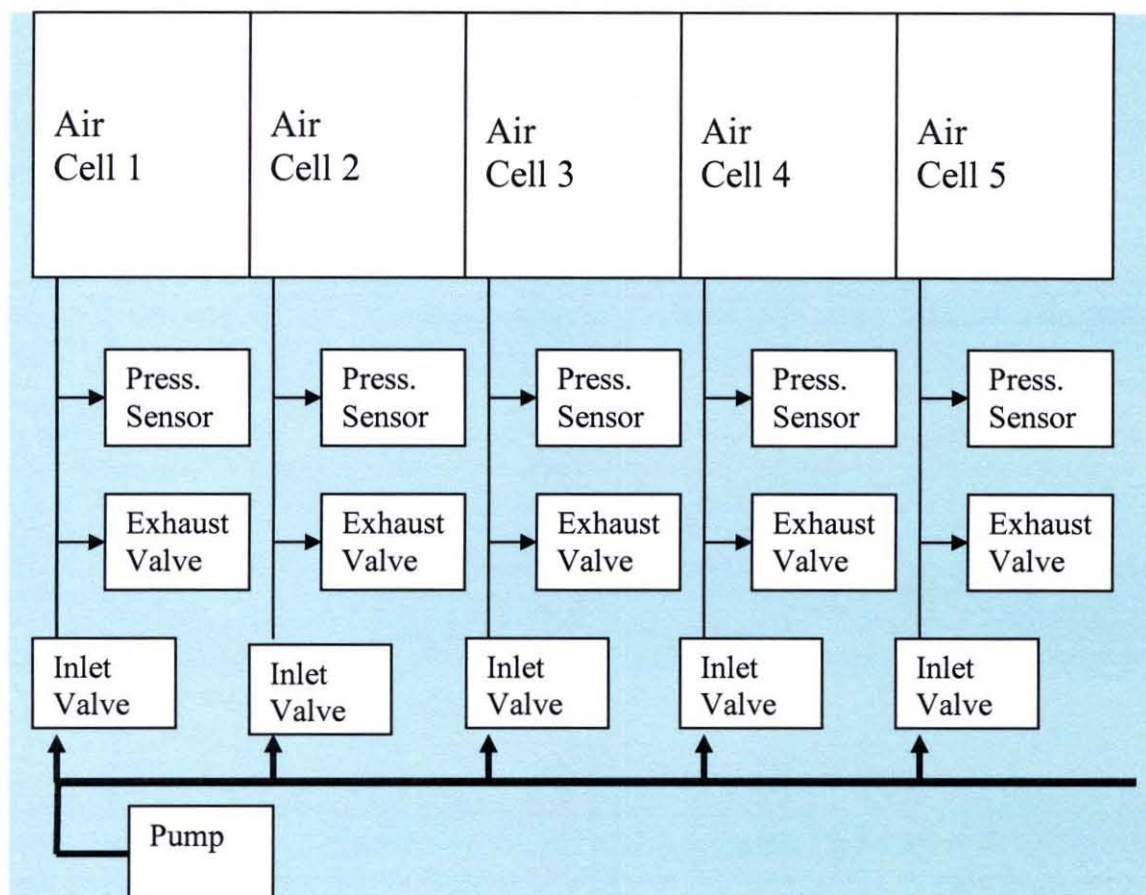 Air
Cell 1
Air
Cell 2
Air
Cell 3
Air
Cell 4
Air
Cell 5
Press.
Sensor
Press.
Sensor
Press.
Sensor
Press.
Sensor
Press.
Sensor
Exhaust
Valve
Exhaust
Valve
Exhaust
Valve
Exhaust
Valve
Exhaust
Valve
Inlet
Valve
Inlet
Valve
Inlet
Valve
Inlet
Valve
Inlet
Valve
Pump